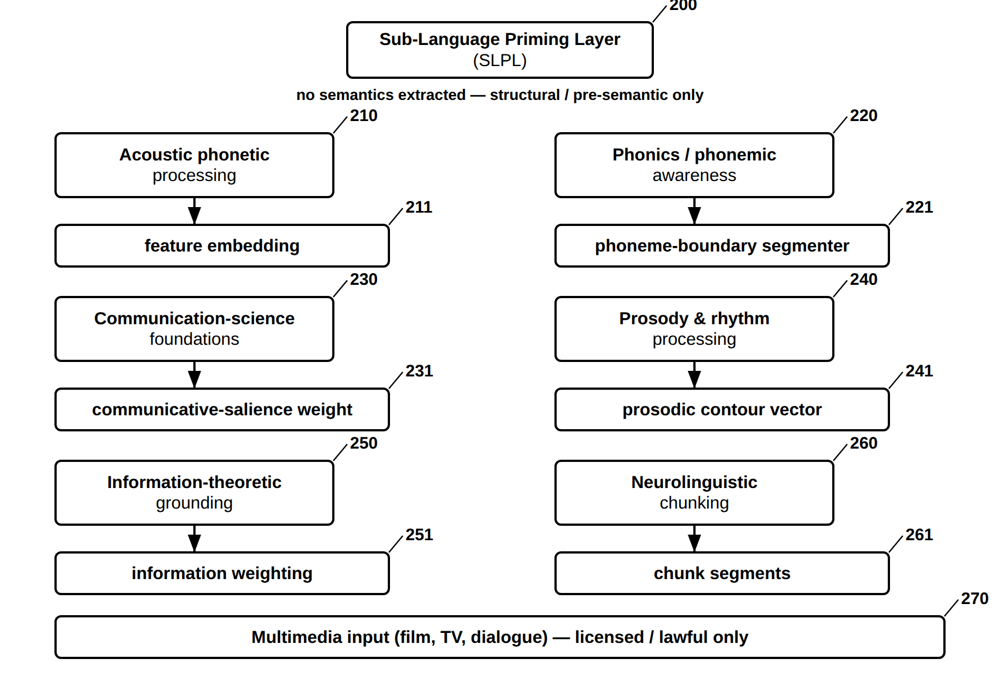 200
Sub-Language Priming Layer
(SLPL)
no semantics extracted — structural / pre-semantic only
210
Acoustic phonetic
processing
220
Phonics / phonemic
awareness
211
feature embedding
221
phoneme-boundary segmenter
230
Communication-science
foundations
240
Prosody & rhythm
processing
231
communicative-salience weight
241
prosodic contour vector
250
Information-theoretic
grounding
260
Neurolinguistic
chunking
251
information weighting
261
chunk segments
270
Multimedia input (film, TV, dialogue) — licensed / lawful only